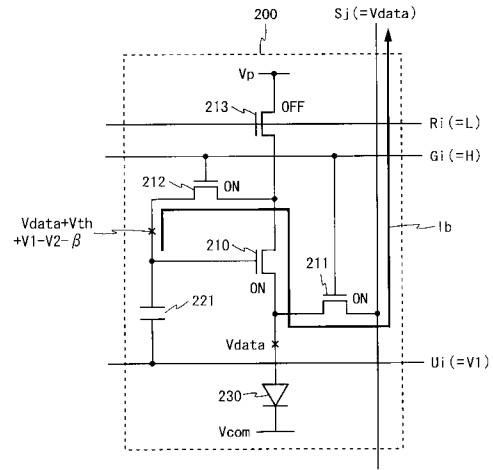 200
Sj(=Vdata)
Vp
213
OFF
Ri(=L)
Gi(=H)
212
ON
Vdata+Vth
+V1-V2-β
210
ON
211
ON
Ib
221
Vdata
Ui(=V1)
230
Vcom